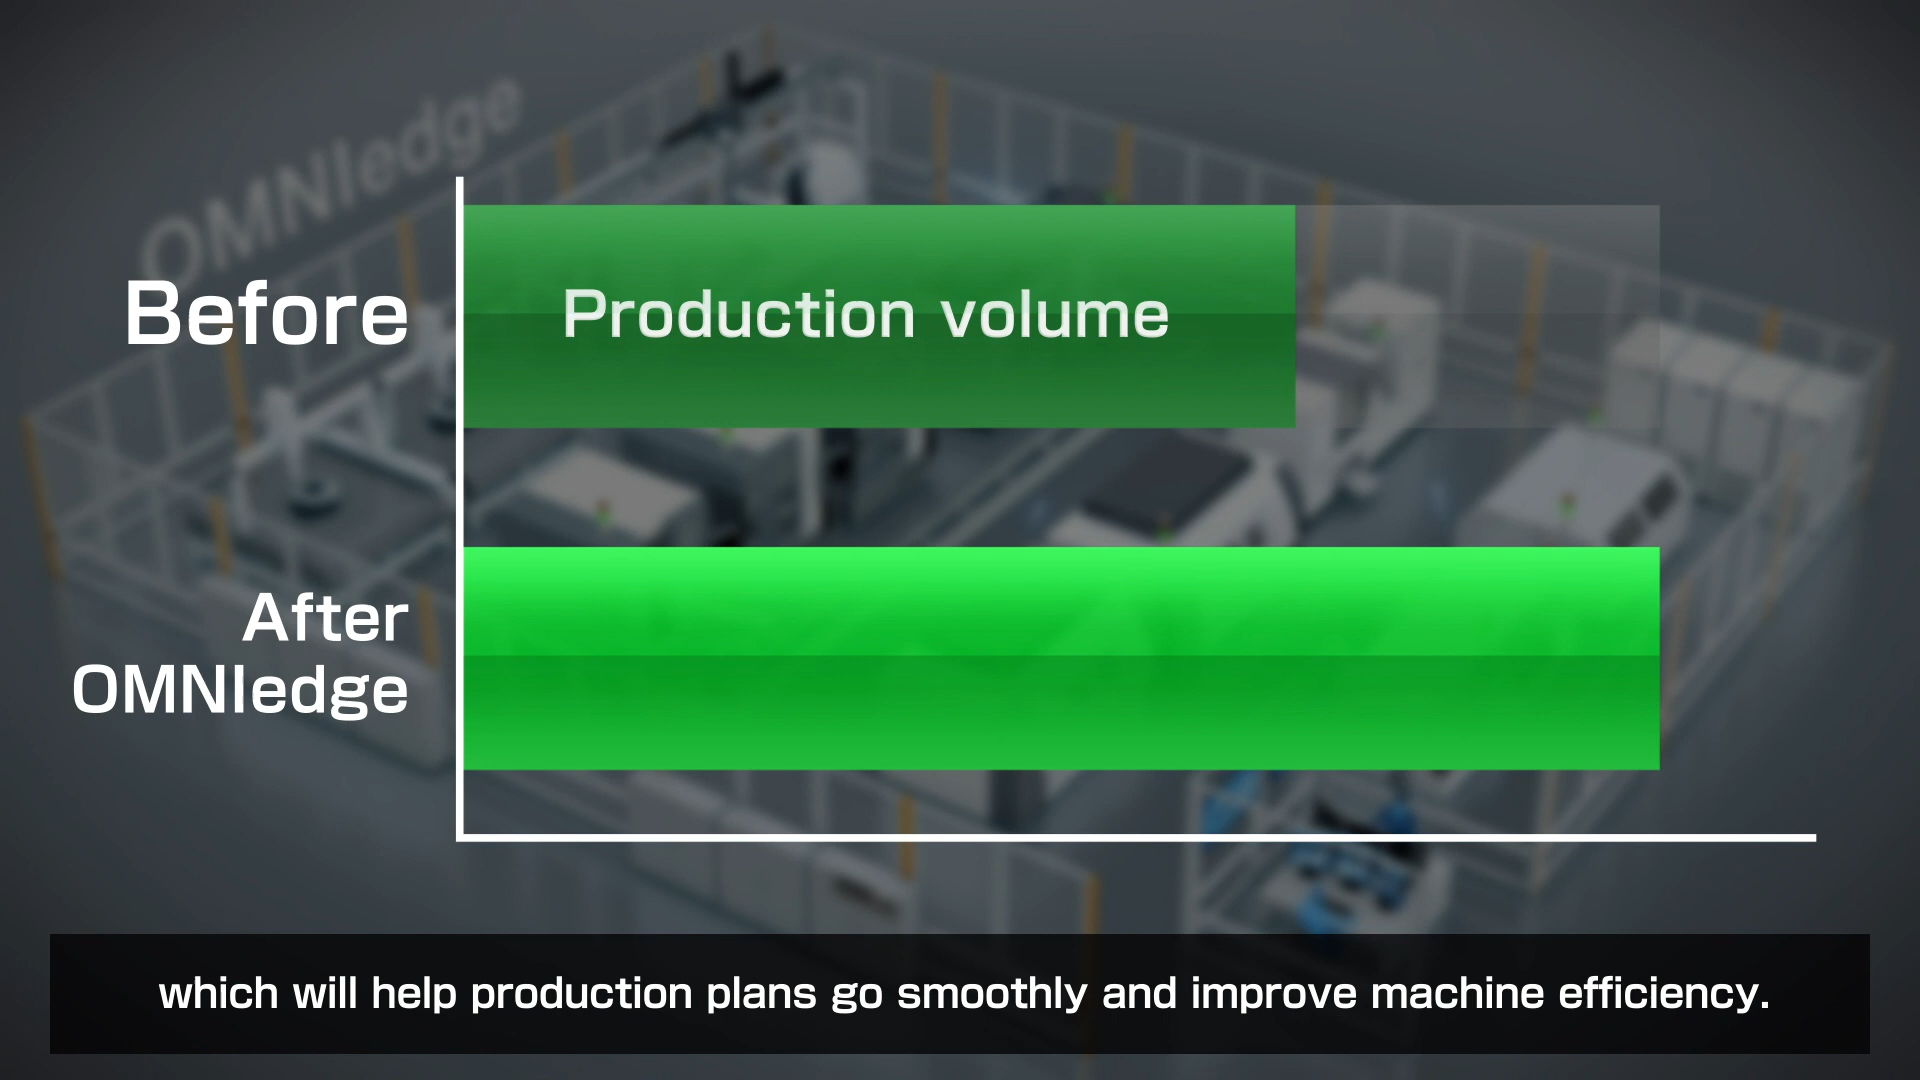 OMNIedge
Before
Production volume
After
OMNIedge
which will help production plans go smoothly and improve machine efficiency.